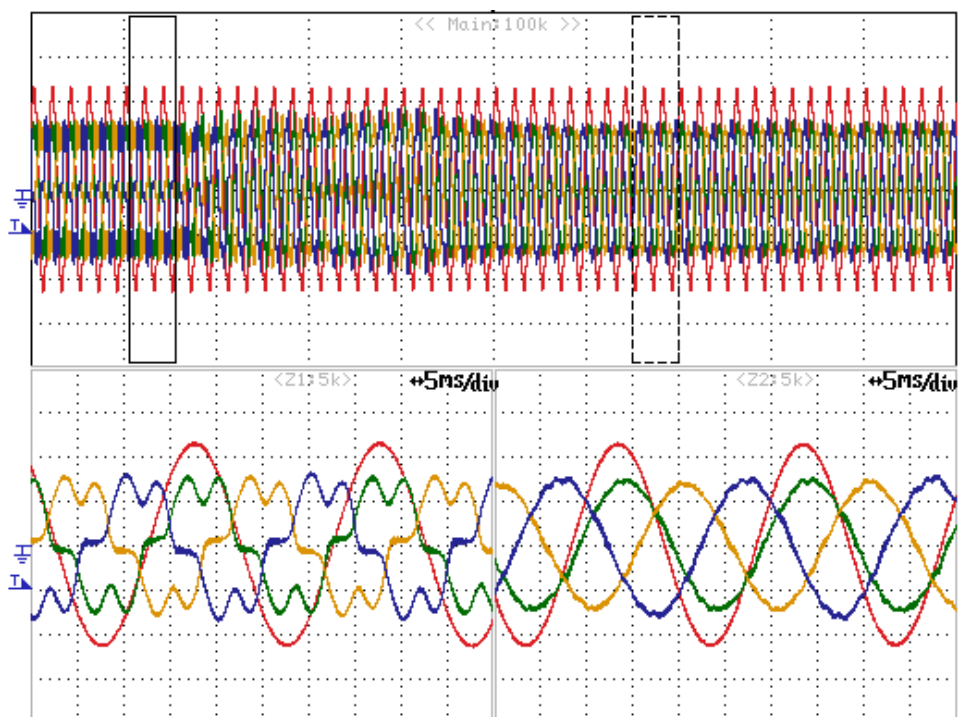 << Main:100k >>
T
<Z1:5k> ↔5ms/div <Z2:5k> ↔5ms/div
T